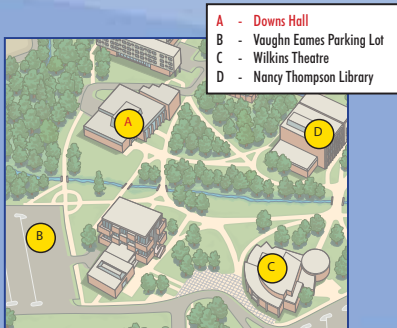 A - Downs Hall
B - Vaughn Eames Parking Lot
C - Wilkins Theatre
D - Nancy Thompson Library
A
D
B
C